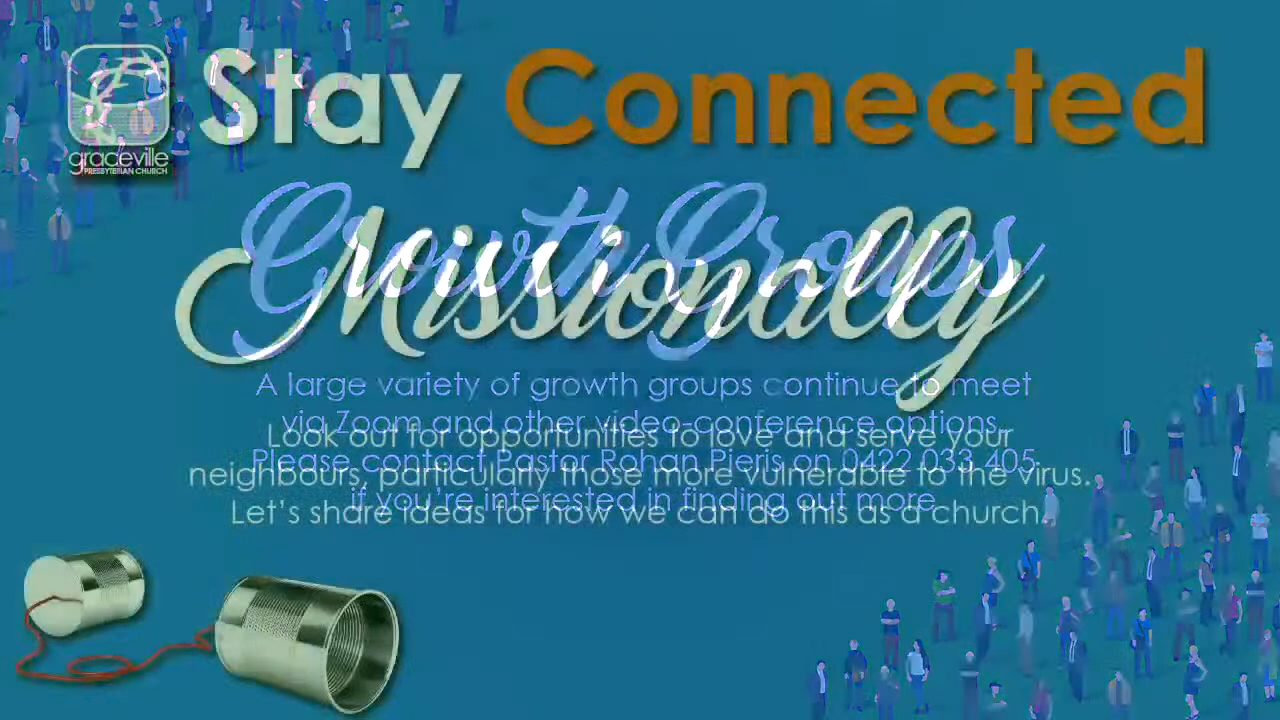 Stay Connected
graceville
PRESBYTERIAN CHURCH
Growth Groups
Missionally
A large variety of growth groups continue to meet
via Zoom and other video-conference options.
Please contact Pastor Rohan Pieris on 0422 033 405
if you're interested in finding out more
Look out for opportunities to love and serve your
neighbours, particularly those more vulnerable to the virus.
Let's share ideas for how we can do this as a church.